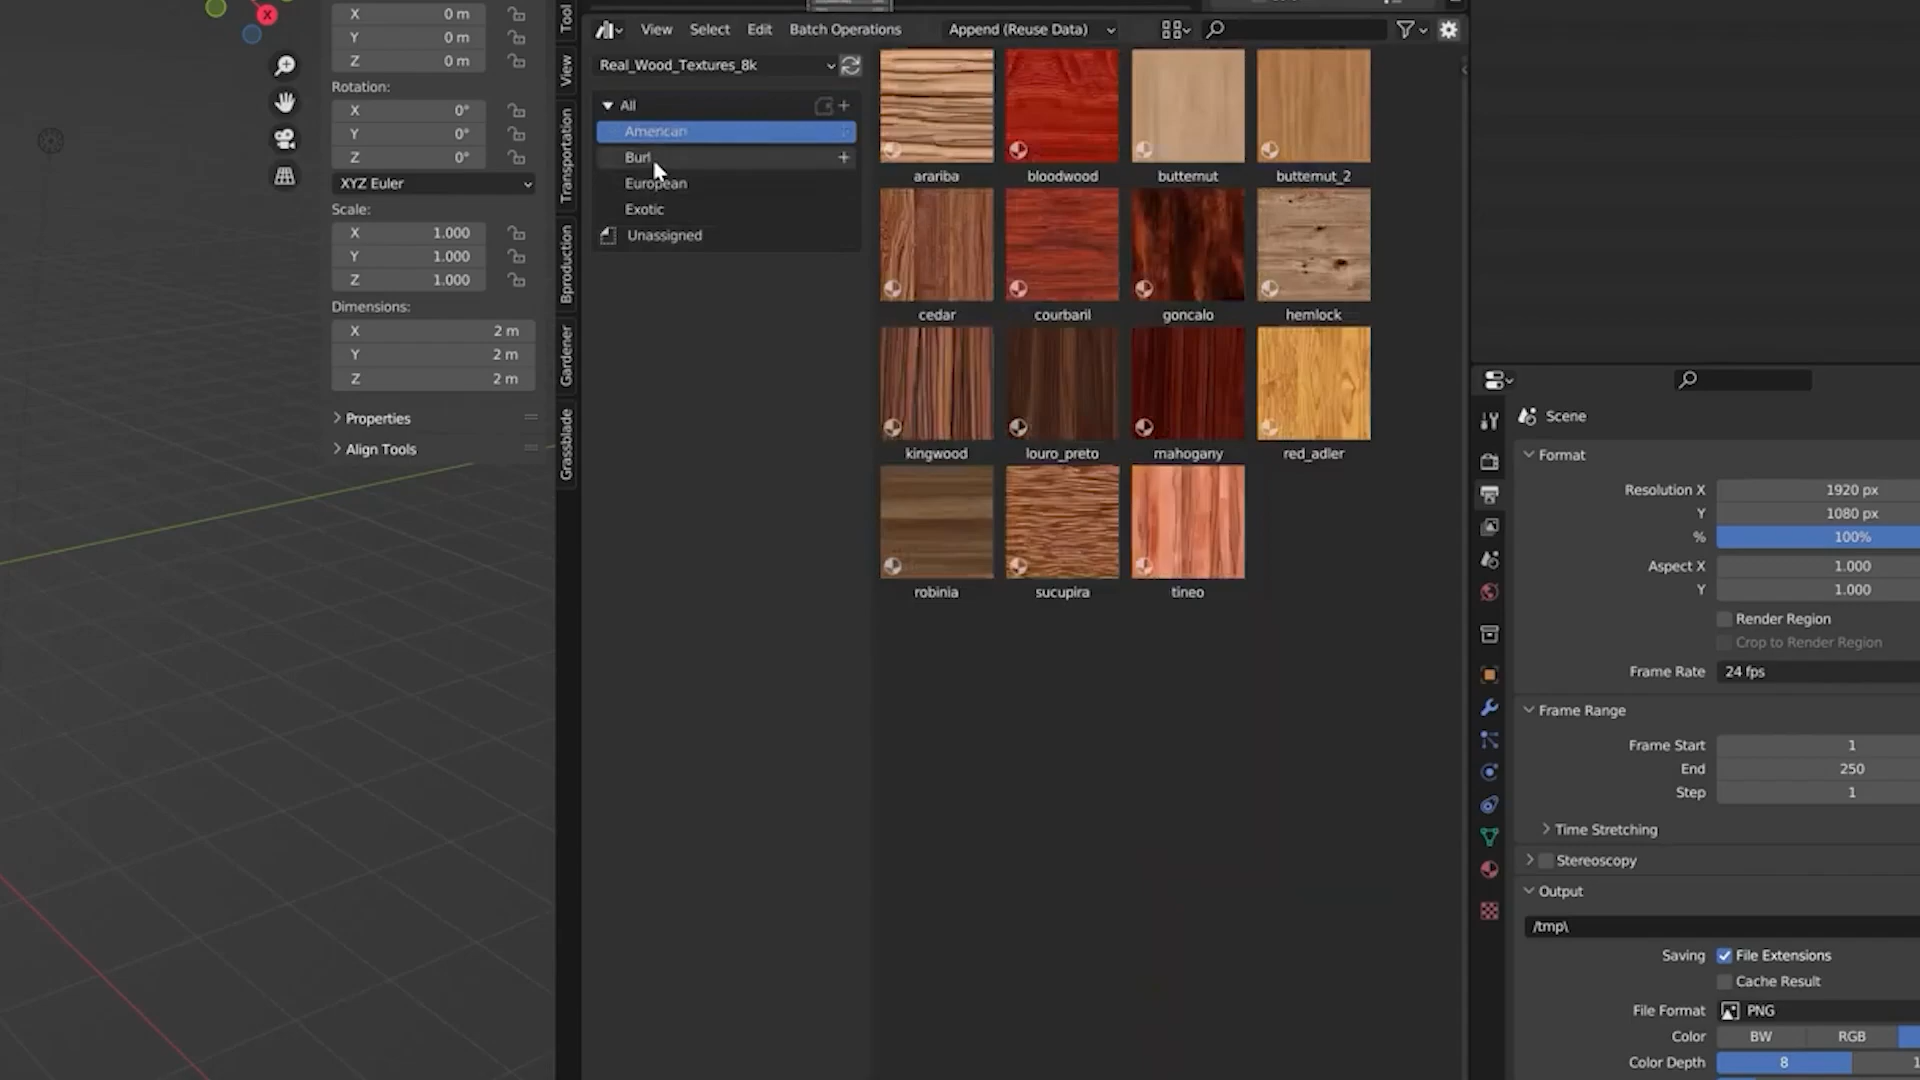 X 0 m
Y 0 m
Z 0 m
Rotation:
X 0°
Y 0°
Z 0°
XYZ Euler
Scale:
X 1.000
Y 1.000
Z 1.000
Dimensions:
X 2 m
Y 2 m
Z 2 m
Properties
Align Tools
Tool
View
Transportation
Bproduction
Gardener
Grassblade
View Select Edit Batch Operations Append (Reuse Data)
Real_Wood_Textures_8k
All
American
Burl
European
Exotic
Unassigned
arariba bloodwood butternut butternut_2
cedar courbaril goncalo hemlock
kingwood louro_preto mahogany red_adler
robinia sucupira tineo
Scene
Format
Resolution X 1920 px
Y 1080 px
% 100%
Aspect X 1.000
Y 1.000
Render Region
Crop to Render Region
Frame Rate 24 fps
Frame Range
Frame Start 1
End 250
Step 1
Time Stretching
Stereoscopy
Output
/tmp\
Saving File Extensions
Cache Result
File Format PNG
Color BW RGB
Color Depth 8 1